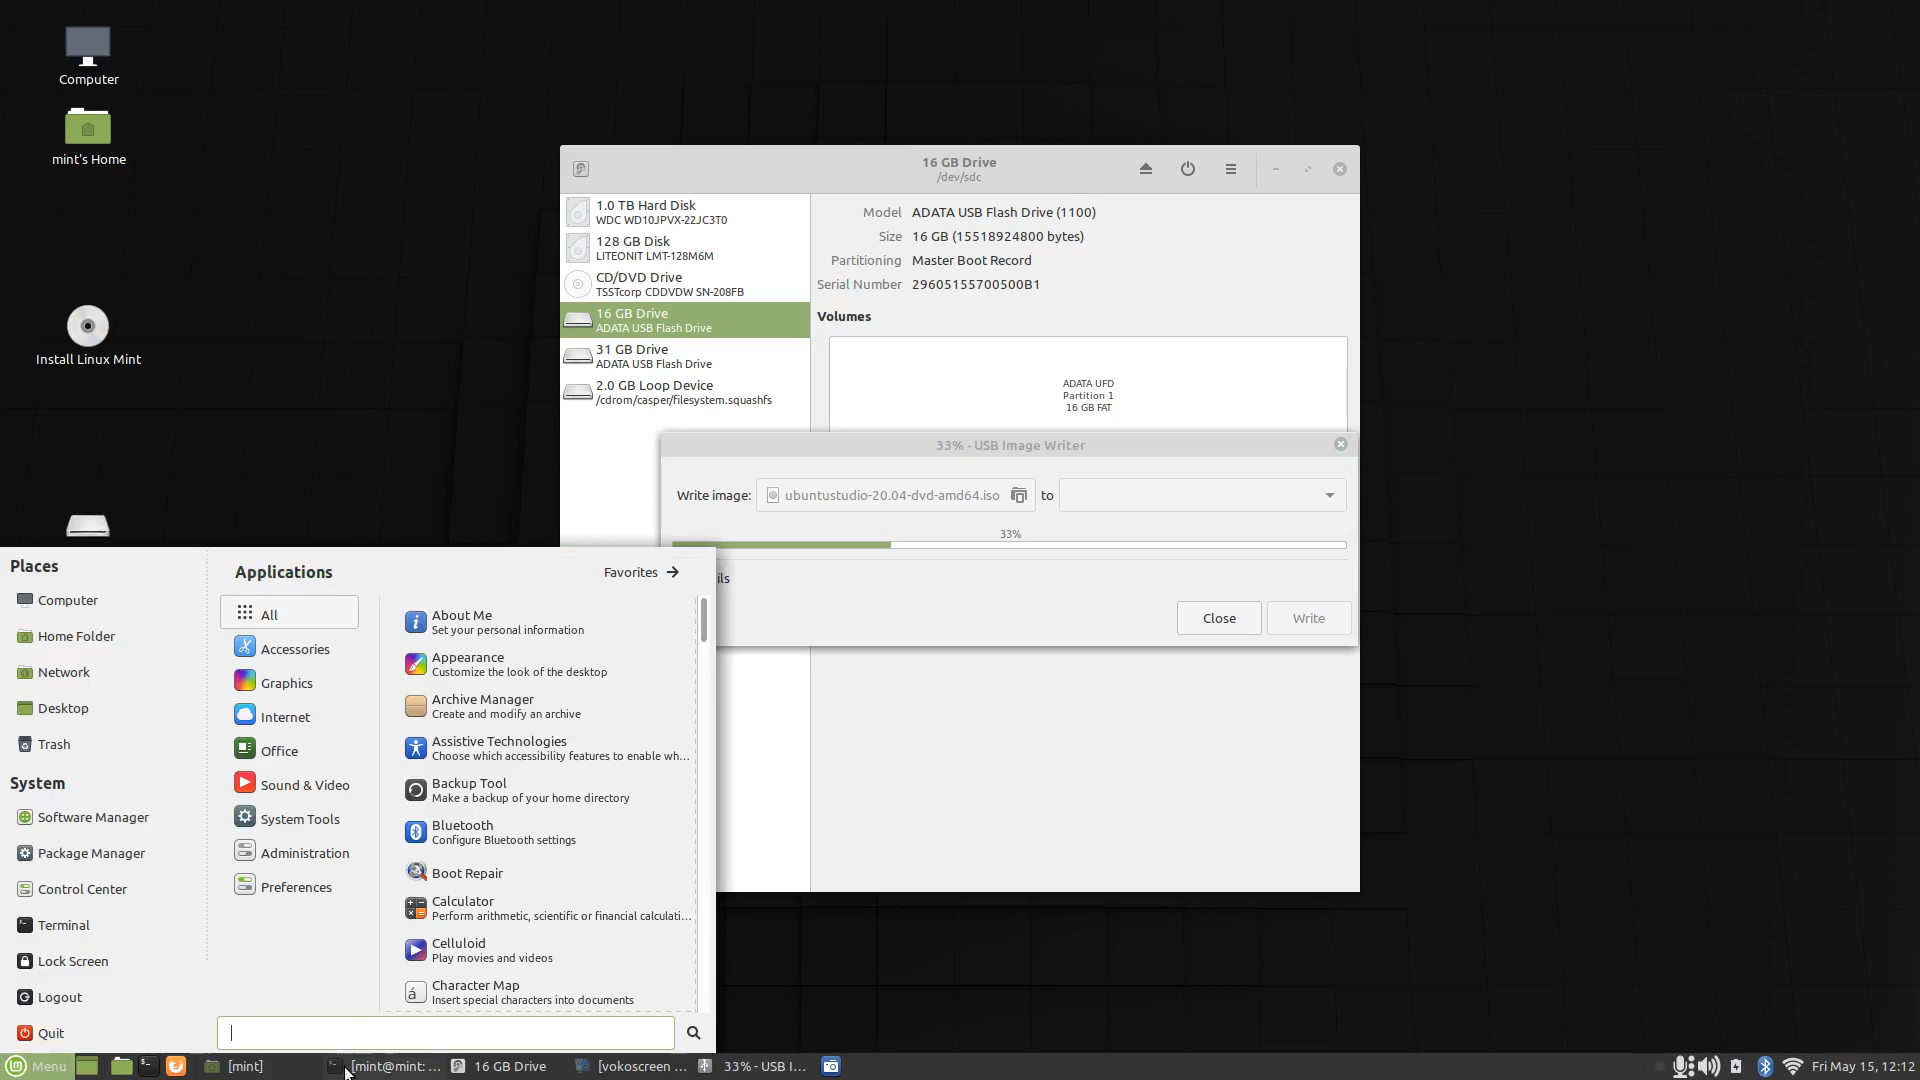 Computer
mint's Home
Install Linux Mint
16 GB Drive
/dev/sdc
1.0 TB Hard Disk
WDC WD10JPVX-22JC3T0
128 GB Disk
LITEONIT LMT-128M6M
CD/DVD Drive
TSSTcorp CDDVDW SN-208FB
16 GB Drive
ADATA USB Flash Drive
31 GB Drive
ADATA USB Flash Drive
2.0 GB Loop Device
/cdrom/casper/filesystem.squashfs
Model ADATA USB Flash Drive (1100)
Size 16 GB (15518924800 bytes)
Partitioning Master Boot Record
Serial Number 29605155700500B1
Volumes
ADATA UFD
Partition 1
16 GB FAT
33% - USB Image Writer
Write image: ubuntustudio-20.04-dvd-amd64.iso to
33%
ils
Close Write
Places
Computer
Home Folder
Network
Desktop
Trash
System
Software Manager
Package Manager
Control Center
Terminal
Lock Screen
Logout
Quit
Applications Favorites
All
Accessories
Graphics
Internet
Office
Sound & Video
System Tools
Administration
Preferences
About Me
Set your personal information
Appearance
Customize the look of the desktop
Archive Manager
Create and modify an archive
Assistive Technologies
Choose which accessibility features to enable wh...
Backup Tool
Make a backup of your home directory
Bluetooth
Configure Bluetooth settings
Boot Repair
Calculator
Perform arithmetic, scientific or financial calculati...
Celluloid
Play movies and videos
Character Map
Insert special characters into documents
Menu [mint] [mint@mint: ... 16 GB Drive [vokoscreen ... 33% - USB I... Fri May 15, 12:12